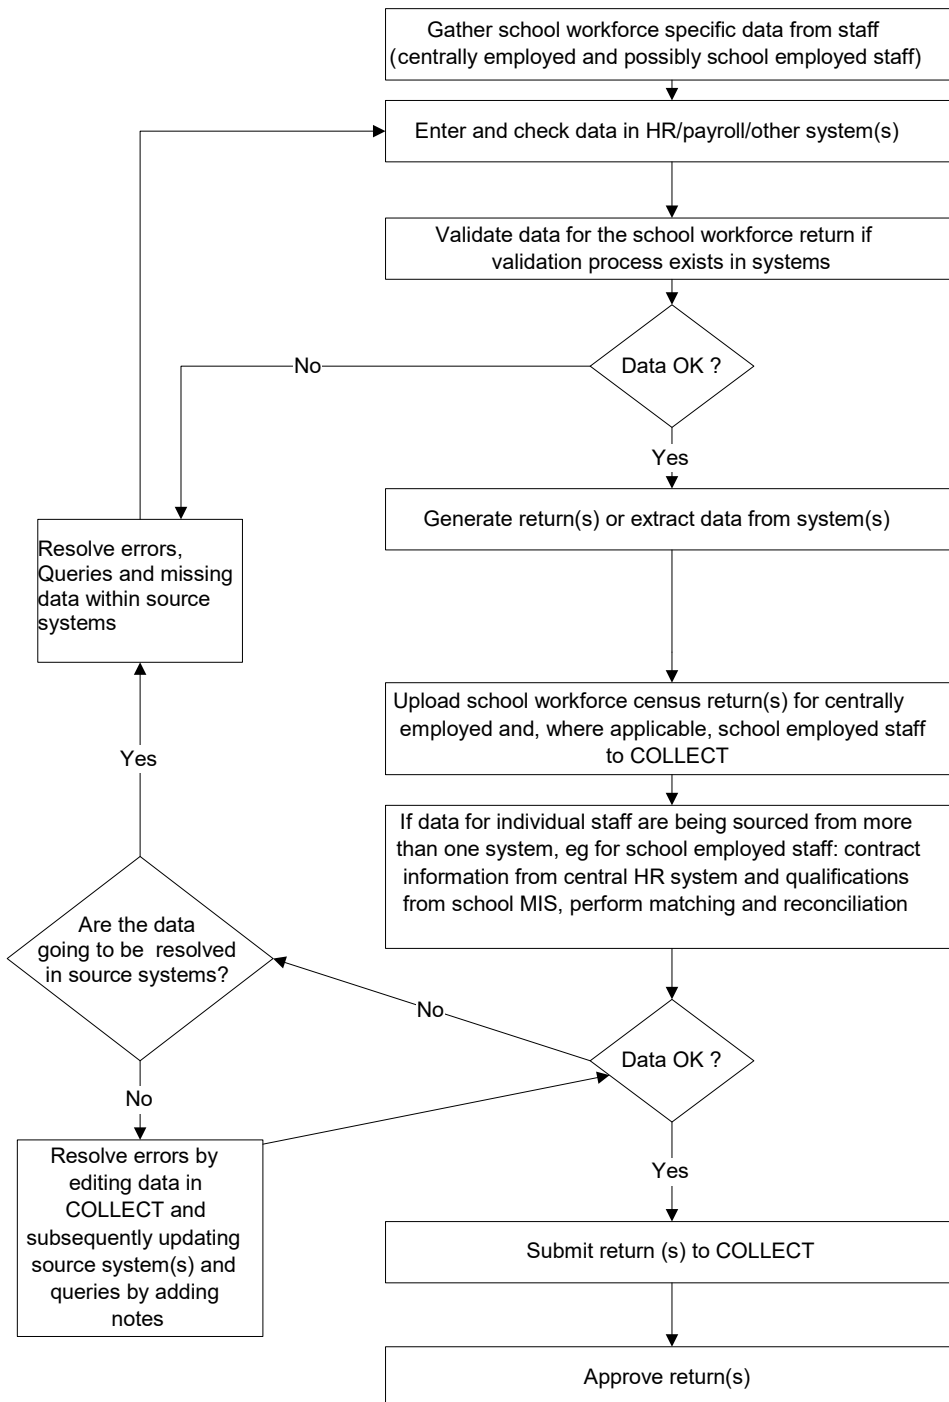 Gather school workforce specific data from staff
(centrally employed and possibly school employed staff)
Enter and check data in HR/payroll/other system(s)
Validate data for the school workforce return if
validation process exists in systems
Data OK ?
No
Yes
Generate return(s) or extract data from system(s)
Resolve errors,
Queries and missing
data within source
systems
Upload school workforce census return(s) for centrally
employed and, where applicable, school employed staff
to COLLECT
Yes
If data for individual staff are being sourced from more
than one system, eg for school employed staff: contract
information from central HR system and qualifications
from school MIS, perform matching and reconciliation
Are the data
going to be  resolved
in source systems?
No
Data OK ?
No
Resolve errors by
editing data in
COLLECT and
subsequently updating
source system(s) and
queries by adding
notes
Yes
Submit return (s) to COLLECT
Approve return(s)